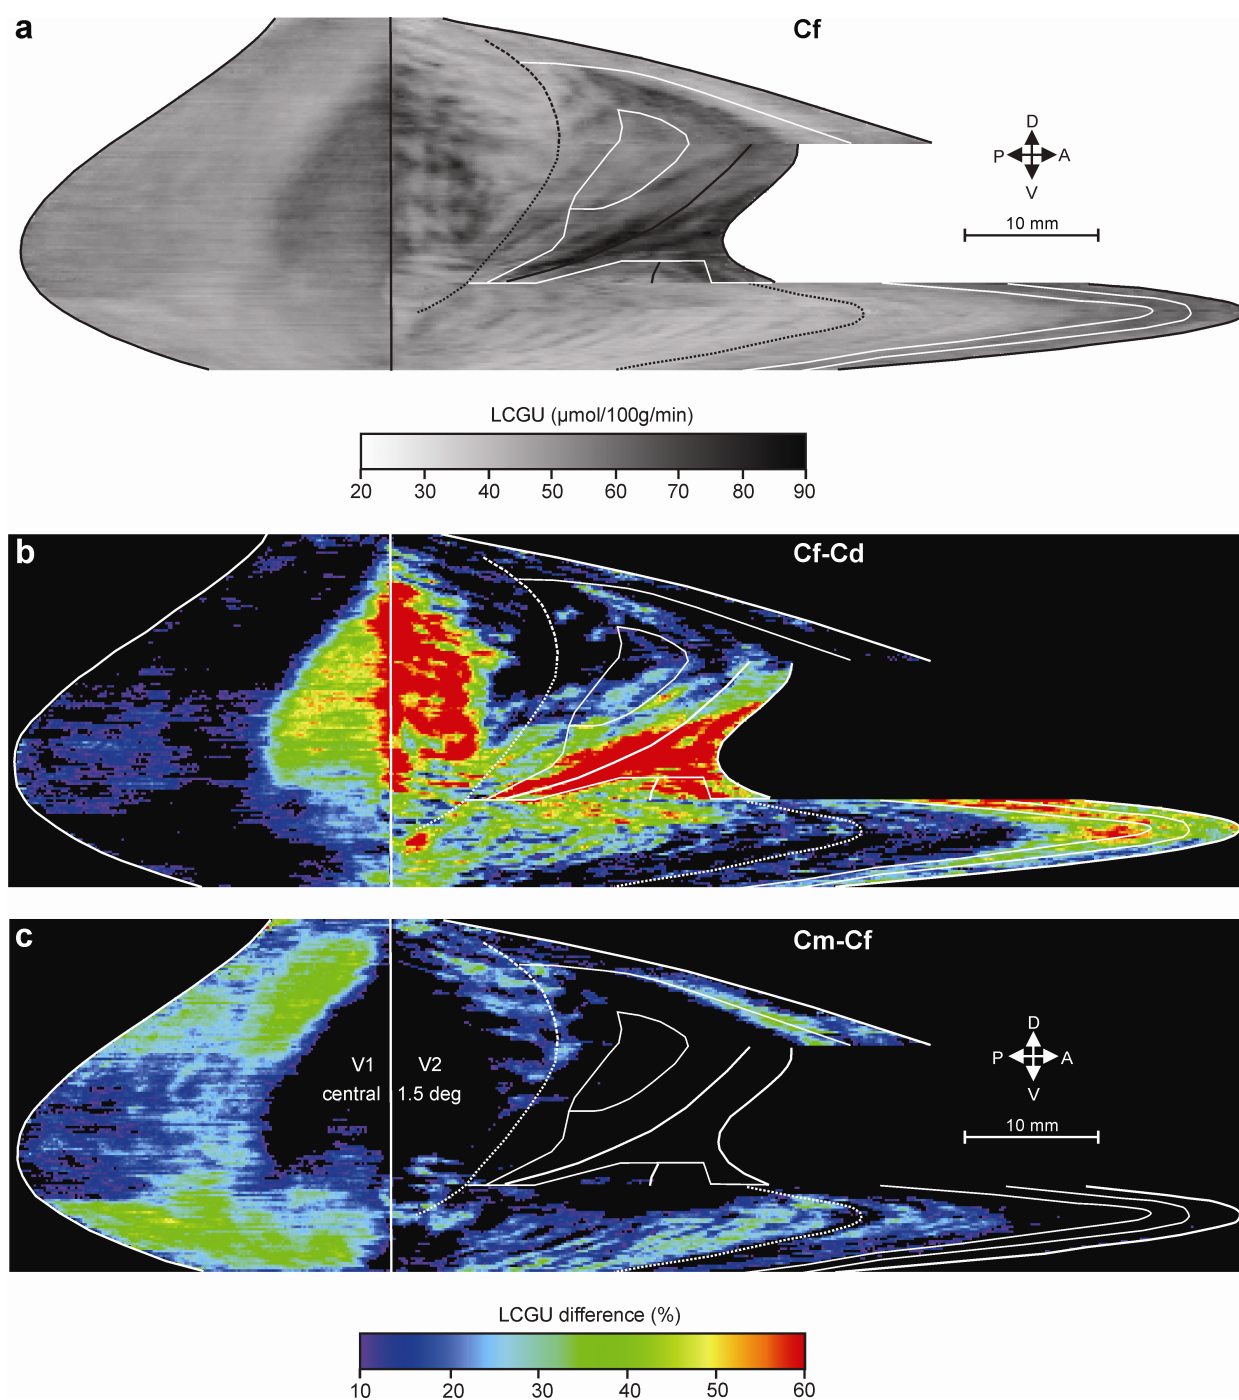 a
Cf
D
P A
V
10 mm
LCGU (μmol/100g/min)
20 30 40 50 60 70 80 90
b
Cf-Cd
c
Cm-Cf
V1 V2
central 1.5 deg
D
P A
V
10 mm
LCGU difference (%)
10 20 30 40 50 60